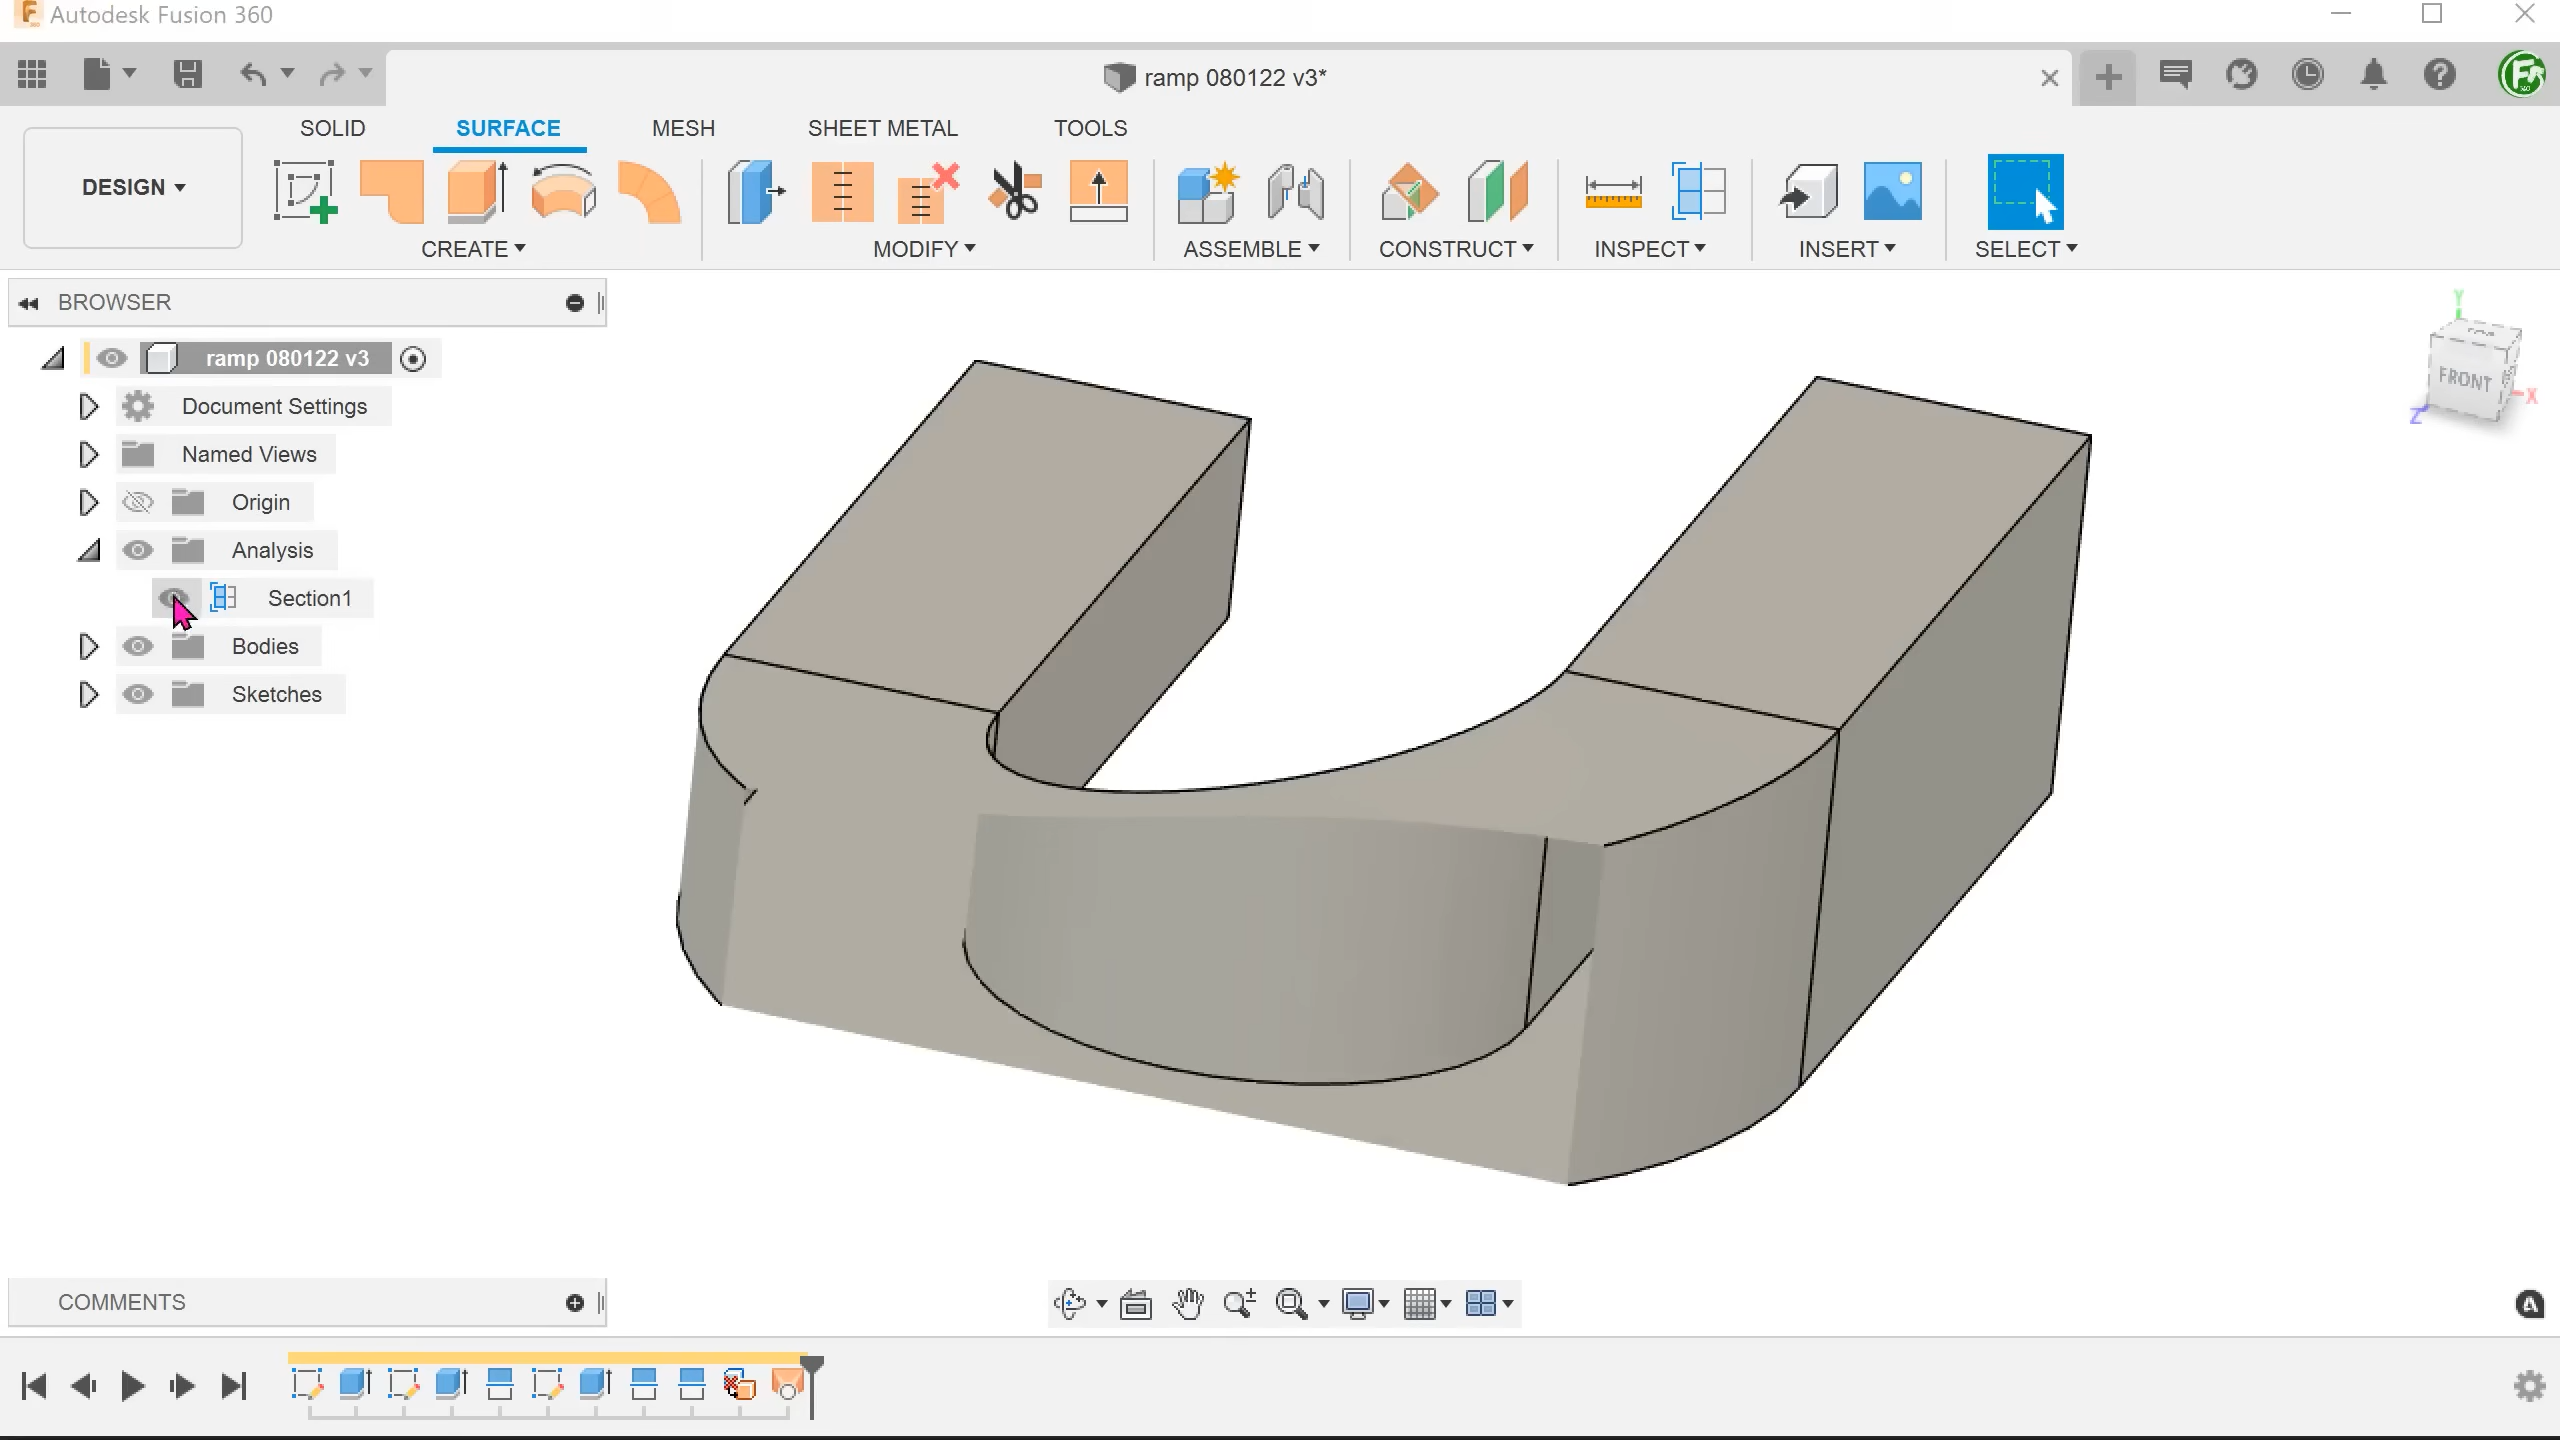 Autodesk Fusion 360
ramp 080122 v3*
SOLID SURFACE MESH SHEET METAL TOOLS
DESIGN
CREATE MODIFY ASSEMBLE CONSTRUCT INSPECT INSERT SELECT
BROWSER
ramp 080122 v3
Document Settings
Named Views
Origin
Analysis
Section1
Bodies
Sketches
Y
FRONT
X
Z
COMMENTS